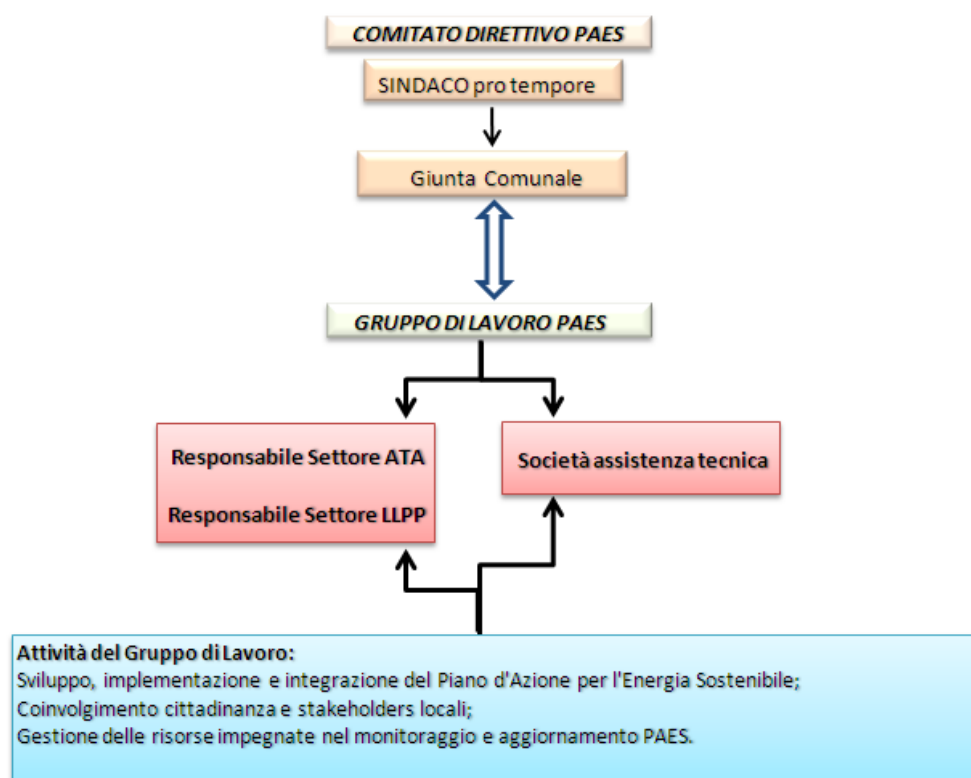 COMITATO DIRETTIVO PAES
SINDACO pro tempore
Giunta Comunale
GRUPPO DI LAVORO PAES
Responsabile Settore ATA
Responsabile Settore LLPP
Società assistenza tecnica
Attività del Gruppo di Lavoro:
Sviluppo, implementazione e integrazione del Piano d'Azione per l'Energia Sostenibile;
Coinvolgimento cittadinanza e stakeholders locali;
Gestione delle risorse impegnate nel monitoraggio e aggiornamento PAES.